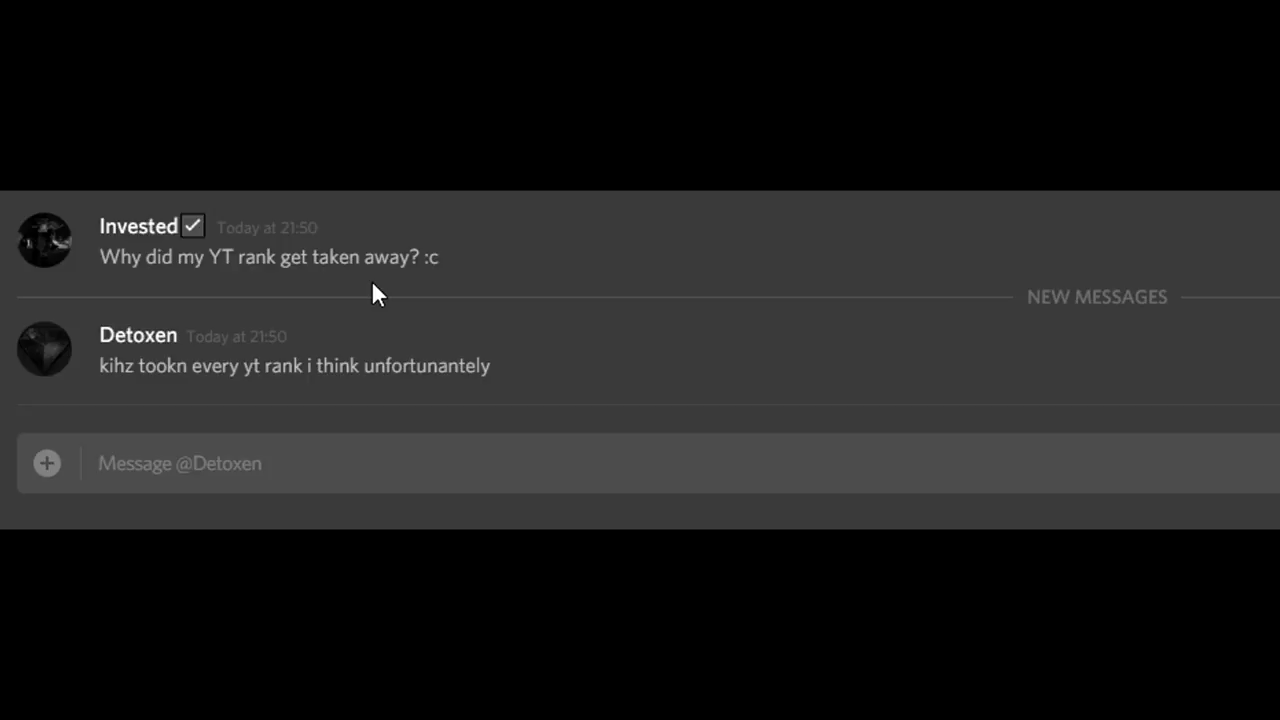 Invested Today at 21:50
Why did my YT rank get taken away? :c
NEW MESSAGES
Detoxen Today at 21:50
kihz tookn every yt rank i think unfortunantely
Message @Detoxen